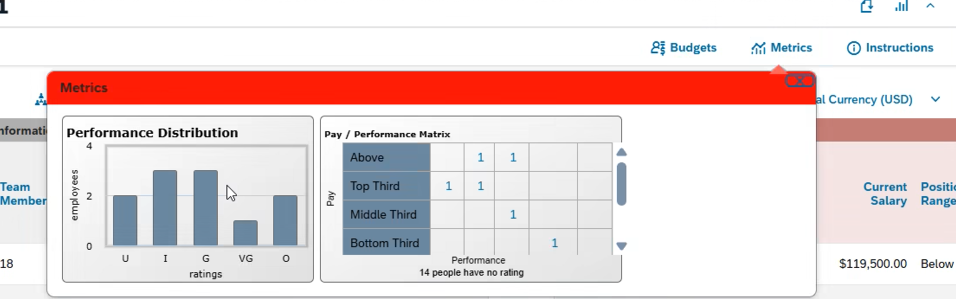 Budgets
Metrics
Instructions
Metrics
al Currency (USD)
nformati
Performance Distribution
4
2
0
employees
U I G VG O
ratings
Pay / Performance Matrix
Pay
Above 1 1
Top Third 1 1
Middle Third 1
Bottom Third 1
Performance
14 people have no rating
Team
Member
Current
Salary
Positio
Range
18
$119,500.00
Below